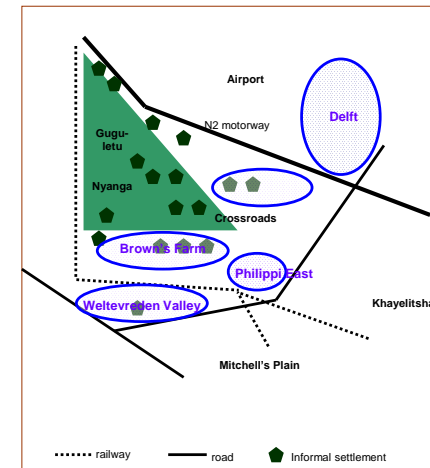 Airport
Delft
N2 motorway
Gugu-
letu
Nyanga
Crossroads
Brown's Farm
Philippi East
Weltevreden Valley
Khayelitsha
Mitchell's Plain
railway
road
Informal settlement